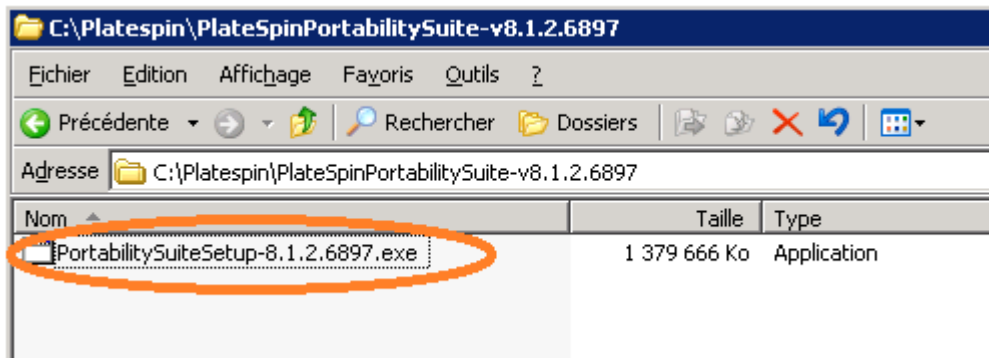 C:\Platespin\PlateSpinPortabilitySuite-v8.1.2.6897
Fichier Edition Affichage Favoris Outils ?
Précédente Rechercher Dossiers
Adresse C:\Platespin\PlateSpinPortabilitySuite-v8.1.2.6897
Nom Taille Type
PortabilitySuiteSetup-8.1.2.6897.exe 1 379 666 Ko Application